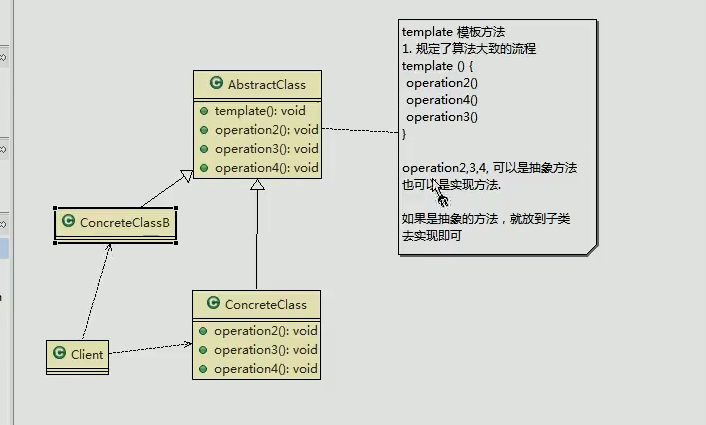 template 模板方法
1. 规定了算法大致的流程
template () {
operation2()
operation4()
operation3()
}
operation2,3,4, 可以是抽象方法
也可以是实现方法.
如果是抽象的方法，就放到子类
去实现即可
AbstractClass
template(): void
operation2(): void
operation3(): void
operation4(): void
ConcreteClassB
ConcreteClass
operation2(): void
operation3(): void
operation4(): void
Client